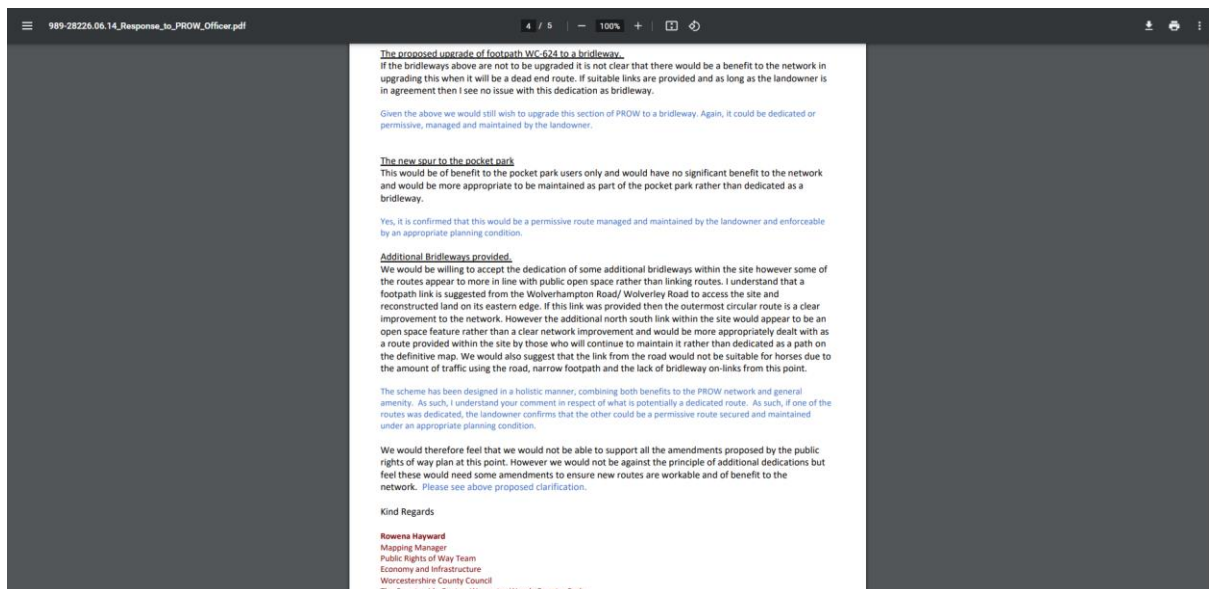 989-28226.06.14_Response_to_PROW_Officer.pdf
4 / 5 | − 100% +
The proposed upgrade of footpath WC-624 to a bridleway.
If the bridleways above are not to be upgraded it is not clear that there would be a benefit to the network in
upgrading this when it will be a dead end route. If suitable links are provided and as long as the landowner is
in agreement then I see no issue with this dedication as bridleway.
Given the above we would still wish to upgrade this section of PROW to a bridleway. Again, it could be dedicated or
permissive, managed and maintained by the landowner.
The new spur to the pocket park
This would be of benefit to the pocket park users only and would have no significant benefit to the network
and would be more appropriate to be maintained as part of the pocket park rather than dedicated as a
bridleway.
Yes, it is confirmed that this would be a permissive route managed and maintained by the landowner and enforceable
by an appropriate planning condition.
Additional Bridleways provided.
We would be willing to accept the dedication of some additional bridleways within the site however some of
the routes appear to more in line with public open space rather than linking routes. I understand that a
footpath link is suggested from the Wolverhampton Road/ Wolverley Road to access the site and
reconstructed land on its eastern edge. If this link was provided then the outermost circular route is a clear
improvement to the network. However the additional north south link within the site would appear to be an
open space feature rather than a clear network improvement and would be more appropriately dealt with as
a route provided within the site by those who will continue to maintain it rather than dedicated as a path on
the definitive map. We would also suggest that the link from the road would not be suitable for horses due to
the amount of traffic using the road, narrow footpath and the lack of bridleway on-links from this point.
The scheme has been designed in a holistic manner, combining both benefits to the PROW network and general
amenity. As such, I understand your comment in respect of what is potentially a dedicated route. As such, if one of the
routes was dedicated, the landowner confirms that the other could be a permissive route secured and maintained
under an appropriate planning condition.
We would therefore feel that we would not be able to support all the amendments proposed by the public
rights of way plan at this point. However we would not be against the principle of additional dedications but
feel these would need some amendments to ensure new routes are workable and of benefit to the
network. Please see above proposed clarification.
Kind Regards
Rowena Hayward
Mapping Manager
Public Rights of Way Team
Economy and Infrastructure
Worcestershire County Council